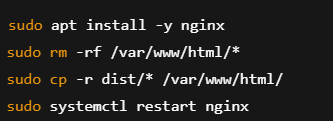 sudo apt install -y nginx
sudo rm -rf /var/www/html/*
sudo cp -r dist/* /var/www/html/
sudo systemctl restart nginx